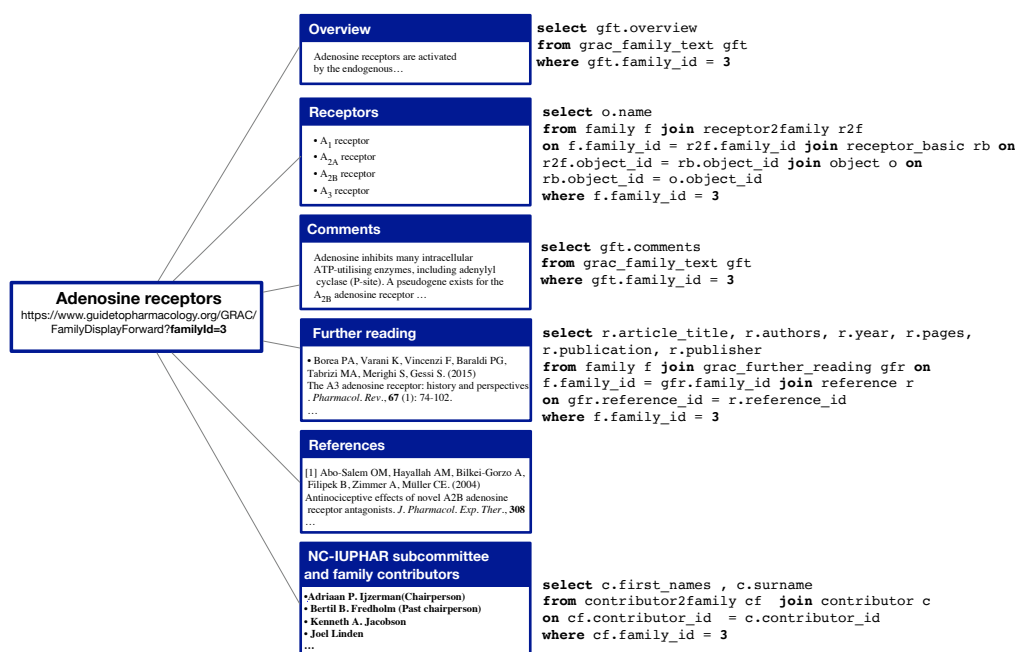 Adenosine receptors
https://www.guidetopharmacology.org/GRAC/
FamilyDisplayForward?familyId=3
Overview
Adenosine receptors are activated
by the endogenous…
select gft.overview
from grac_family_text gft
where gft.family_id = 3
Receptors
• A1 receptor
• A2A receptor
• A2B receptor
• A3 receptor
select o.name
from family f join receptor2family r2f
on f.family_id = r2f.family_id join receptor_basic rb on
r2f.object_id = rb.object_id join object o on
rb.object_id = o.object_id
where f.family_id = 3
Comments
Adenosine inhibits many intracellular
ATP-utilising enzymes, including adenylyl
cyclase (P-site). A pseudogene exists for the
A2B adenosine receptor …
select gft.comments
from grac_family_text gft
where gft.family_id = 3
Further reading
• Borea PA, Varani K, Vincenzi F, Baraldi PG,
Tabrizi MA, Merighi S, Gessi S. (2015)
The A3 adenosine receptor: history and perspectives
. Pharmacol. Rev., 67 (1): 74-102.
…
select r.article_title, r.authors, r.year, r.pages,
r.publication, r.publisher
from family f join grac_further_reading gfr on
f.family_id = gfr.family_id join reference r
on gfr.reference_id = r.reference_id
where f.family_id = 3
References
[1] Abo-Salem OM, Hayallah AM, Bilkei-Gorzo A,
Filipek B, Zimmer A, Müller CE. (2004)
Antinociceptive effects of novel A2B adenosine
receptor antagonists. J. Pharmacol. Exp. Ther., 308
…
NC-IUPHAR subcommittee
and family contributors
•Adriaan P. Ijzerman(Chairperson)
• Bertil B. Fredholm (Past chairperson)
• Kenneth A. Jacobson
• Joel Linden
…
select c.first_names , c.surname
from contributor2family cf join contributor c
on cf.contributor_id = c.contributor_id
where cf.family_id = 3